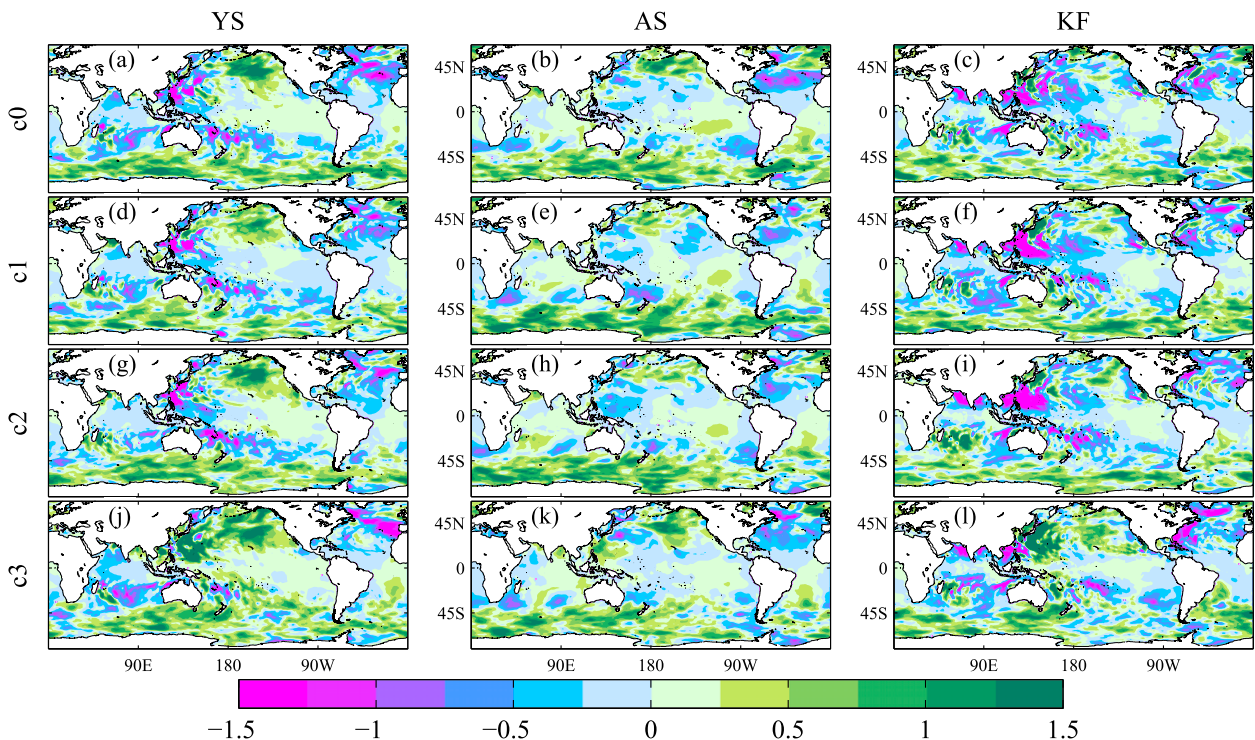 YS AS KF
c0
(a) (b) (c)
45N 45N
0 0
45S 45S
c1
(d) (e) (f)
45N 45N
0 0
45S 45S
c2
(g) (h) (i)
45N 45N
0 0
45S 45S
c3
(j) (k) (l)
45N 45N
0 0
45S 45S
90E 180 90W 90E 180 90W 90E 180 90W
−1.5 −1 −0.5 0 0.5 1 1.5